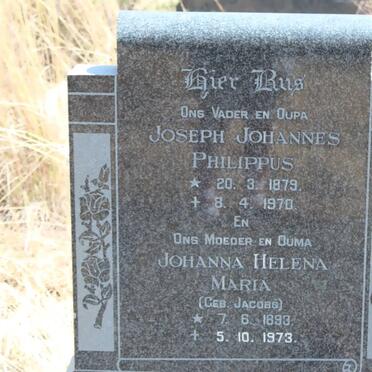 Hier Rus
ONS VADER EN OUPA
JOSEPH JOHANNES
PHILIPPUS
★ 20. 3. 1879.
+ 8. 4. 1970.
EN
ONS MOEDER EN OUMA
JOHANNA HELENA
MARIA
(GEB. JACOBS)
★ 7. 6. 1893.
+ 5. 10. 1973.